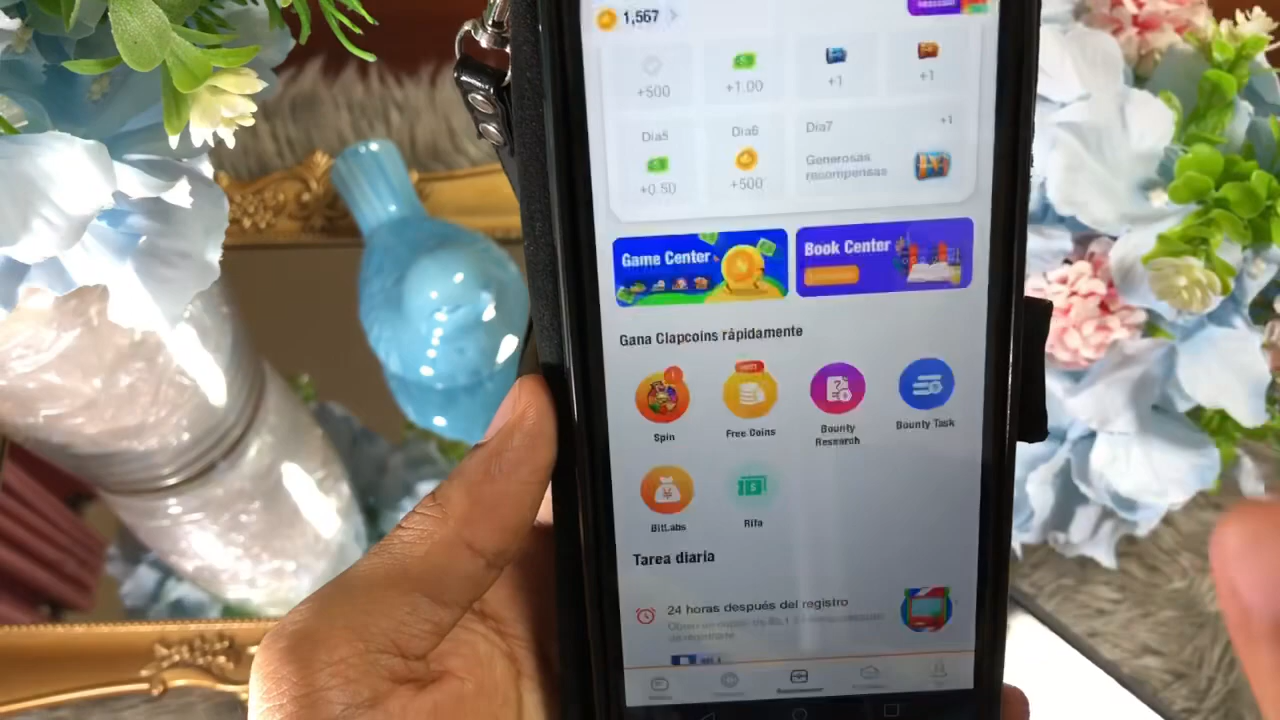 1,567
+500
+1.00
+1
+1
Dia5
Dia6
Dia7
+1
+0.50
+500
Generosas
recompensas
Game Center
Book Center
Gana Clapcoins rápidamente
Spin
Free Coins
Bounty
Research
Bounty Task
BitLabs
Rifa
Tarea diaria
24 horas después del registro